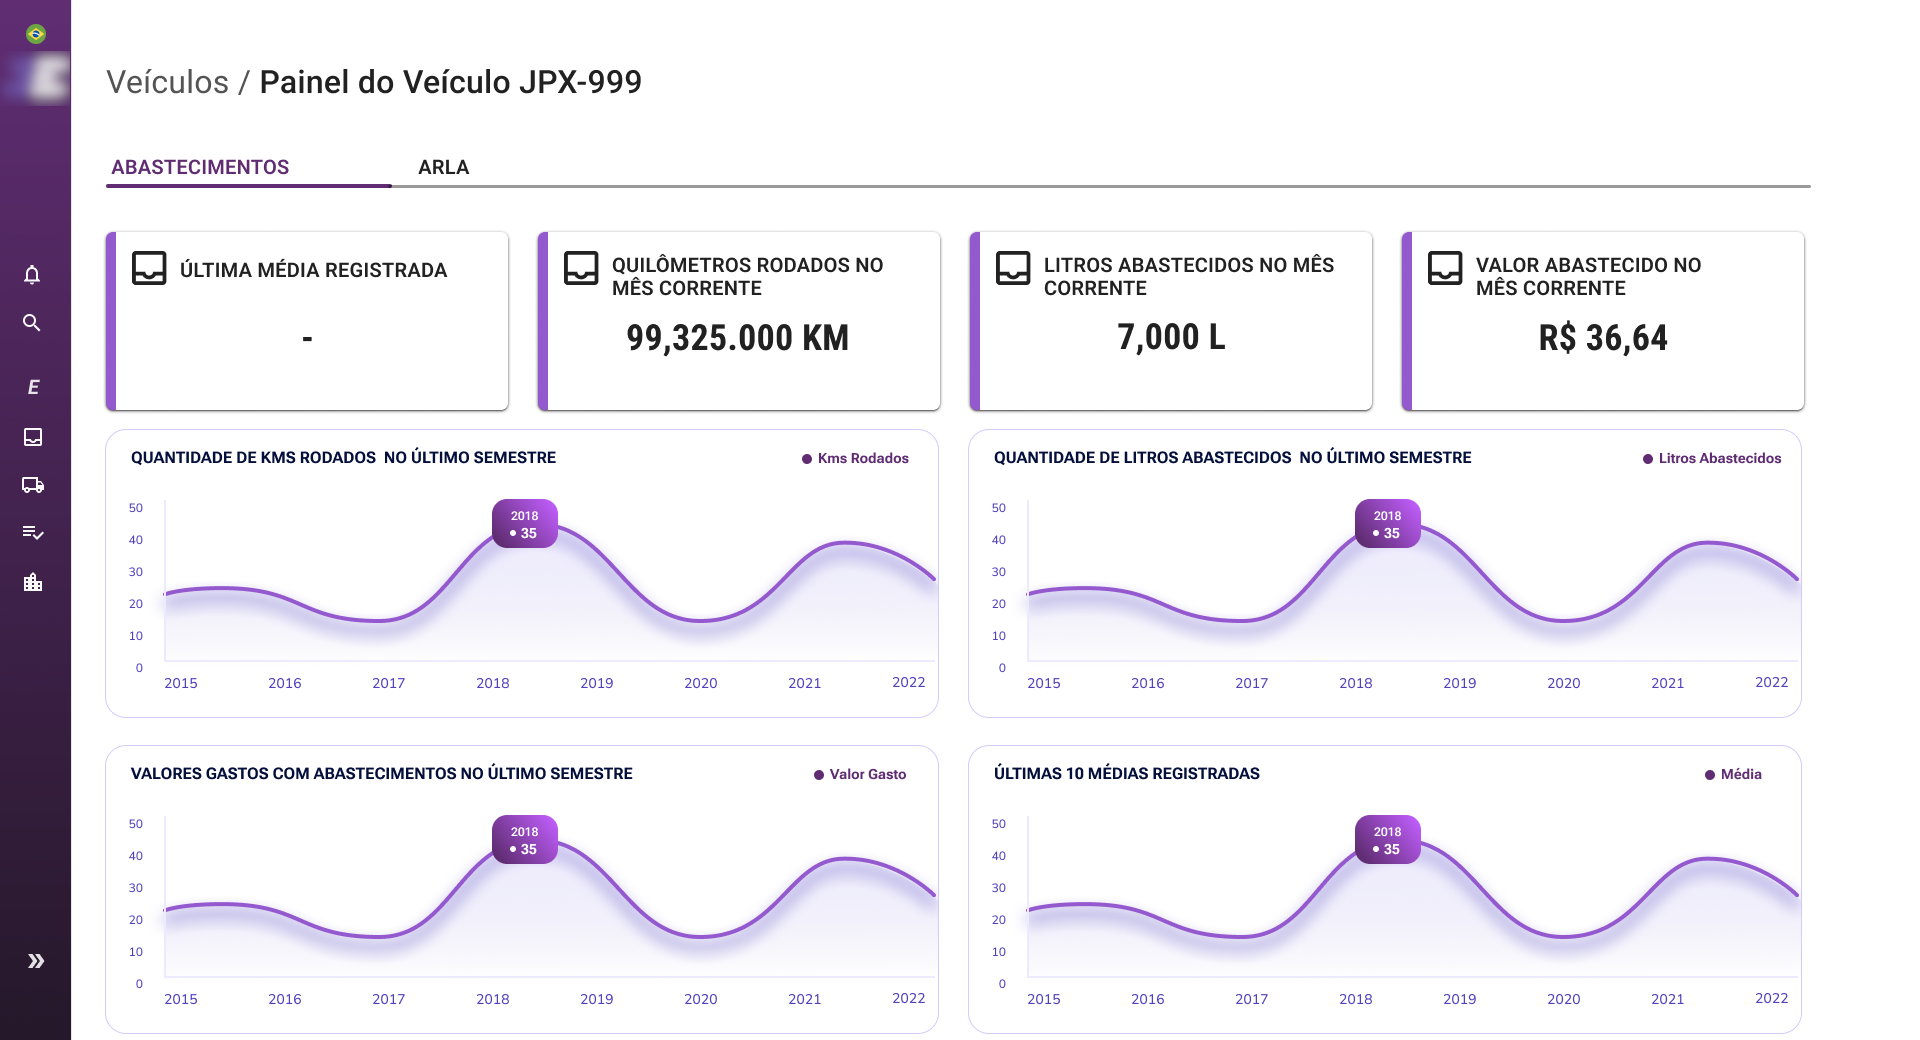 Veículos / Painel do Veículo JPX-999
ABASTECIMENTOS
ARLA
ÚLTIMA MÉDIA REGISTRADA
-
QUILÔMETROS RODADOS NO
MÊS CORRENTE
99,325.000 KM
LITROS ABASTECIDOS NO MÊS
CORRENTE
7,000 L
VALOR ABASTECIDO NO
MÊS CORRENTE
R$ 36,64
E
QUANTIDADE DE KMS RODADOS  NO ÚLTIMO SEMESTRE
Kms Rodados
50
40
30
20
10
0
2018
35
2015 2016 2017 2018 2019 2020 2021 2022
QUANTIDADE DE LITROS ABASTECIDOS  NO ÚLTIMO SEMESTRE
Litros Abastecidos
50
40
30
20
10
0
2018
35
2015 2016 2017 2018 2019 2020 2021 2022
VALORES GASTOS COM ABASTECIMENTOS NO ÚLTIMO SEMESTRE
Valor Gasto
50
40
30
20
10
0
2018
35
2015 2016 2017 2018 2019 2020 2021 2022
ÚLTIMAS 10 MÉDIAS REGISTRADAS
Média
50
40
30
20
10
0
2018
35
2015 2016 2017 2018 2019 2020 2021 2022